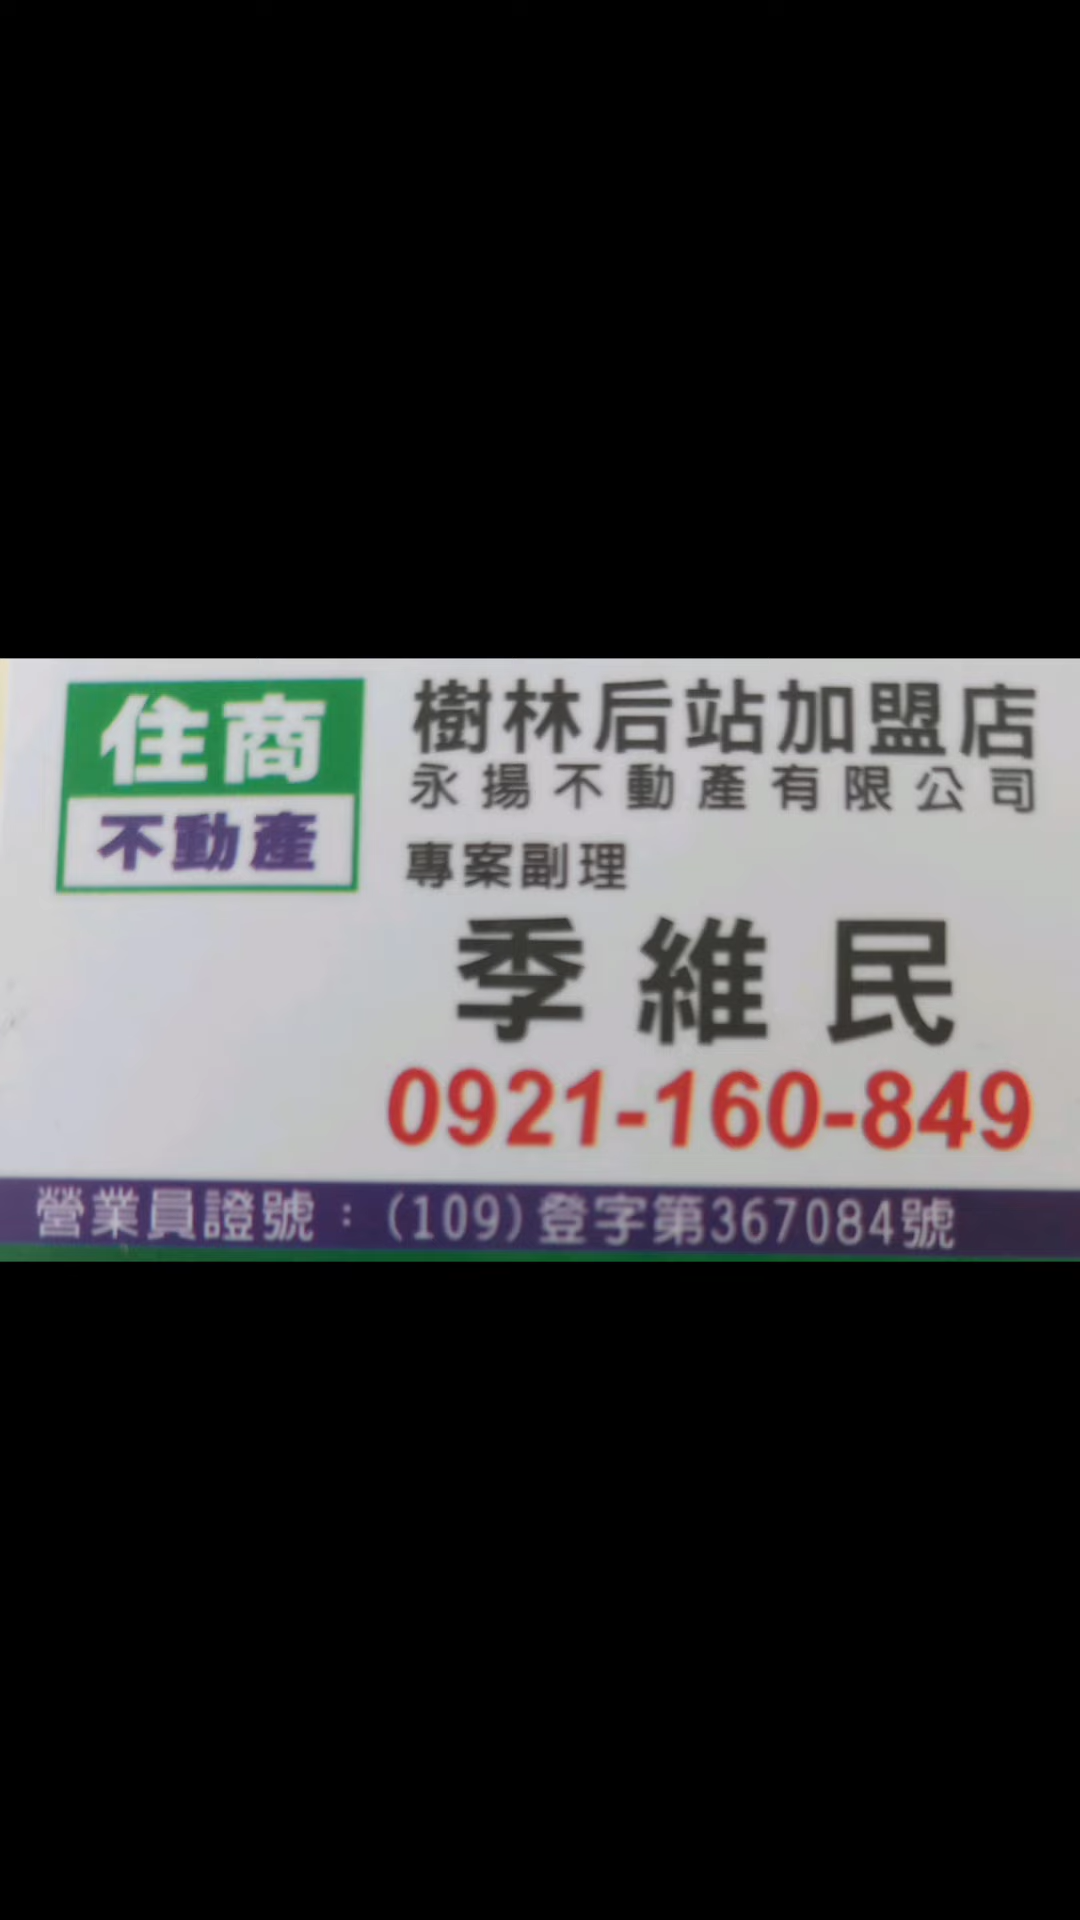 住商
不動產
樹林后站加盟店
永揚不動產有限公司
專案副理
季維民
0921-160-849
營業員證號：(109)登字第367084號